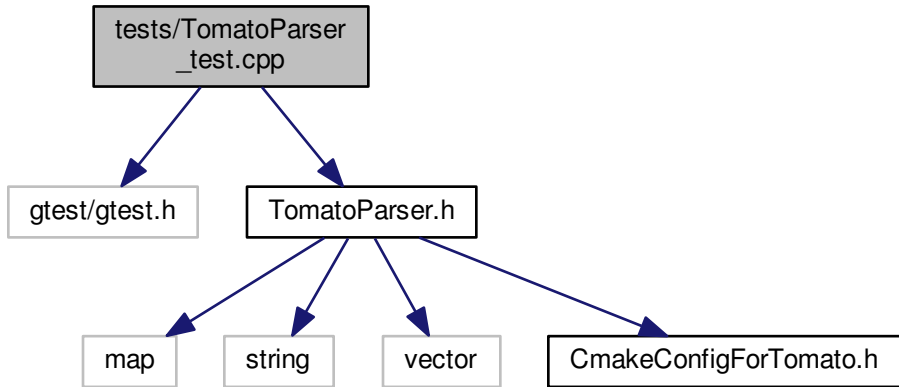 tests/TomatoParser
_test.cpp
gtest/gtest.h
TomatoParser.h
map
string
vector
CmakeConfigForTomato.h